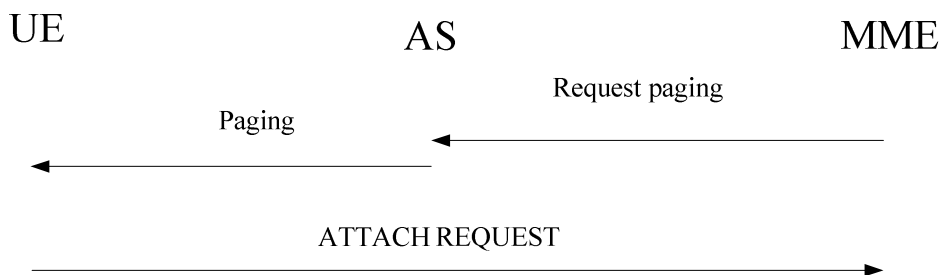 UE AS MME
Request paging
Paging
ATTACH REQUEST